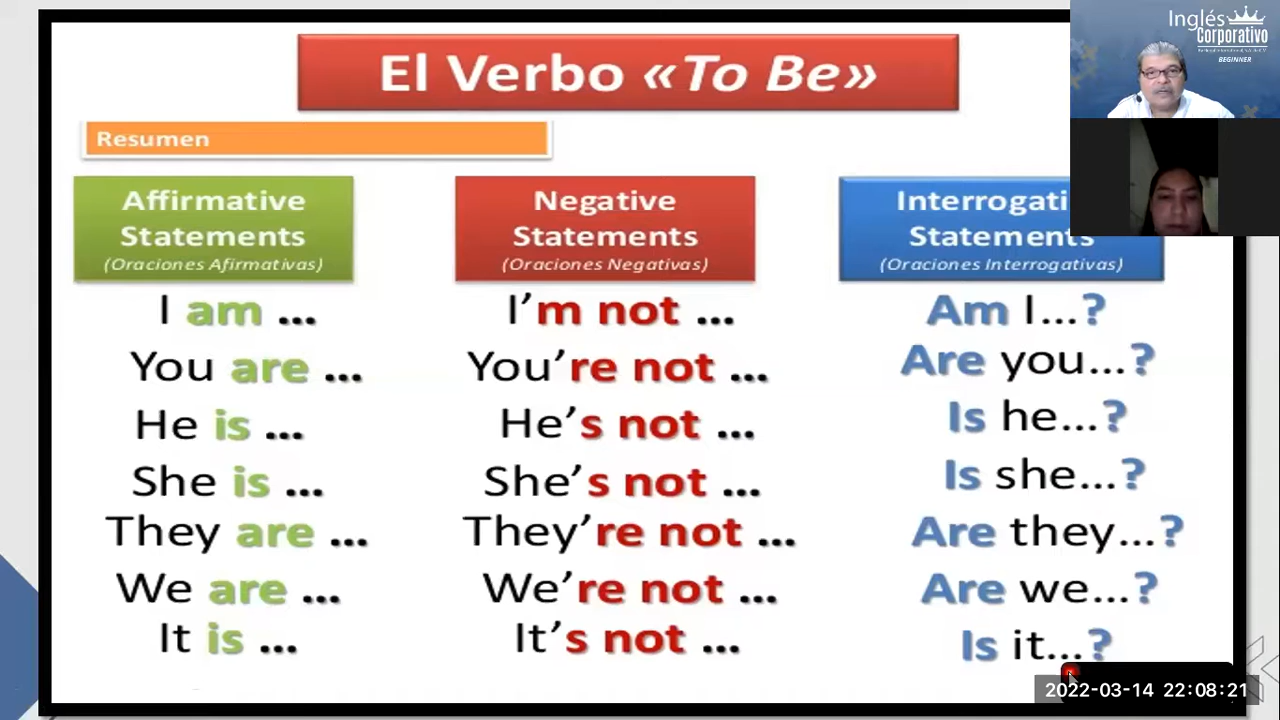 El Verbo «To Be»
Resumen
Affirmative
Statements
(Oraciones Afirmativas)
I am ...
You are ...
He is ...
She is ...
They are ...
We are ...
It is ...
Negative
Statements
(Oraciones Negativas)
I’m not ...
You’re not ...
He’s not ...
She’s not ...
They’re not ...
We’re not ...
It’s not ...
Interrogati
Statements
(Oraciones Interrogativas)
Am I...?
Are you...?
Is he...?
Is she...?
Are they...?
Are we...?
Is it...?
Inglés
Corporativo
BEGINNER
2022-03-14 22:08:21